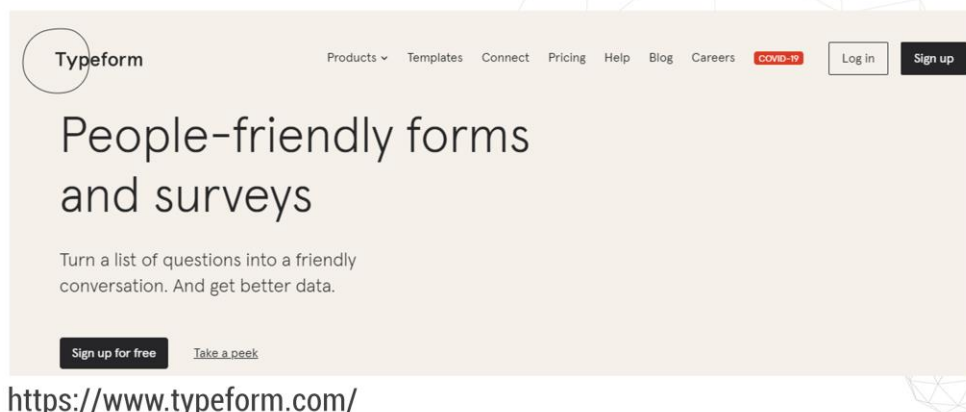 Typeform Products Templates Connect Pricing Help Blog Careers COVID-19 Log in Sign up
People-friendly forms
and surveys
Turn a list of questions into a friendly
conversation. And get better data.
Sign up for free Take a peek
https://www.typeform.com/